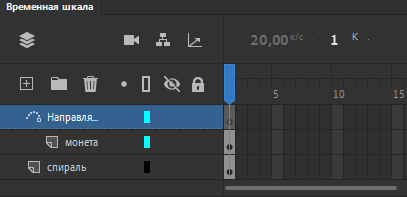 Временная шкала
20,00 к/с . 1 К .
5 10 15
Направля...
монета
спираль